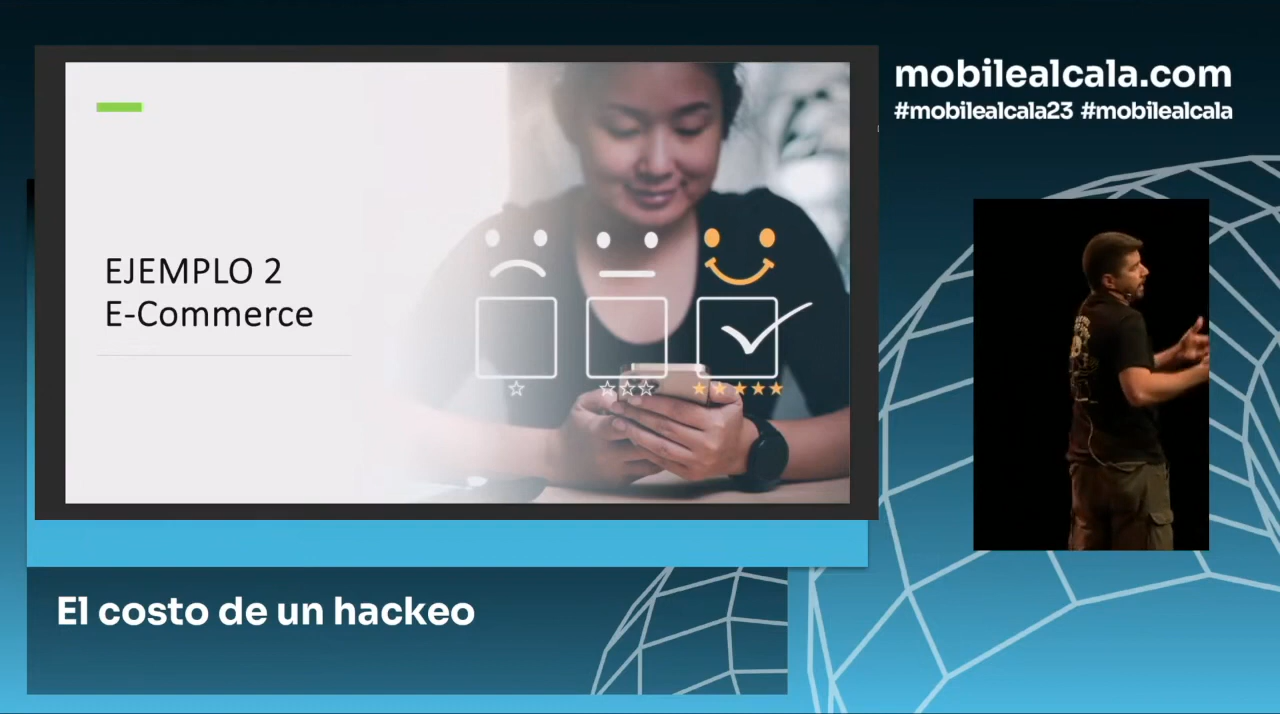 mobilealcala.com
#mobilealcala23 #mobilealcala
EJEMPLO 2
E-Commerce
El costo de un hackeo